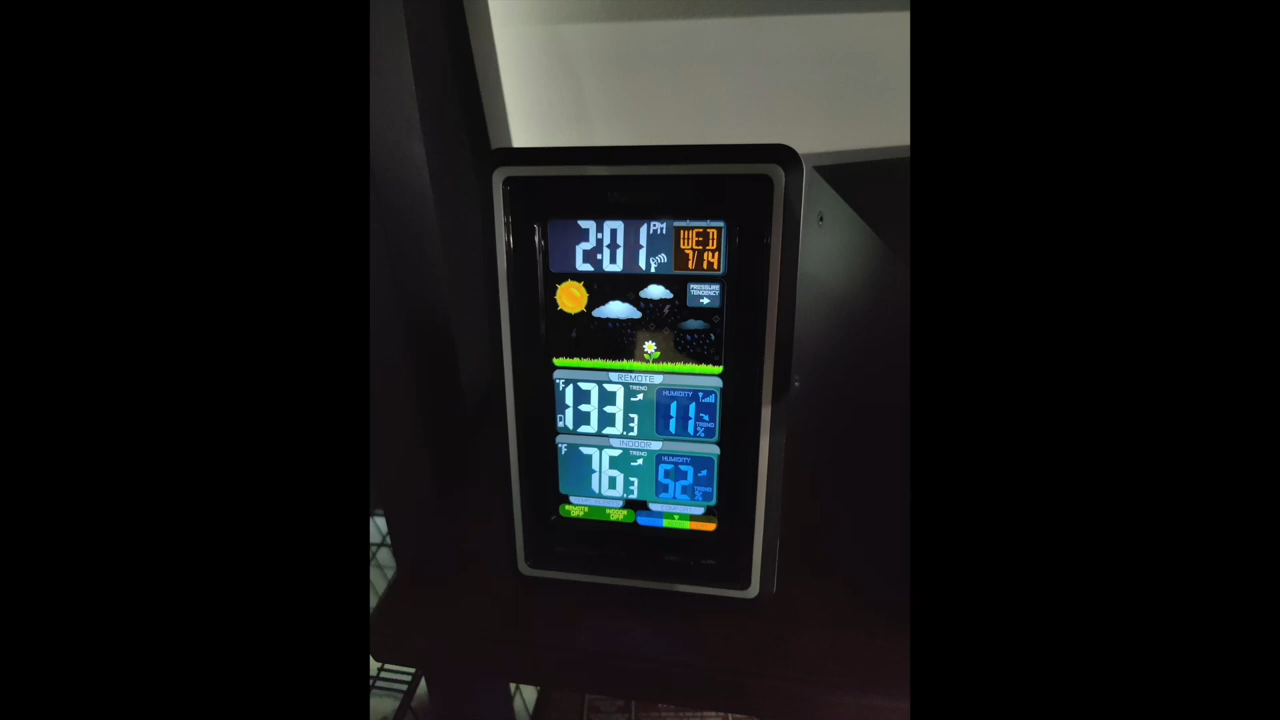 2:01 PM
WED
7/14
PRESSURE
TENDENCY
REMOTE
°F 133.3 TREND
HUMIDITY
11 % TREND
INDOOR
°F 76.3 TREND
HUMIDITY
52 % TREND
REMOTE OFF
INDOOR OFF